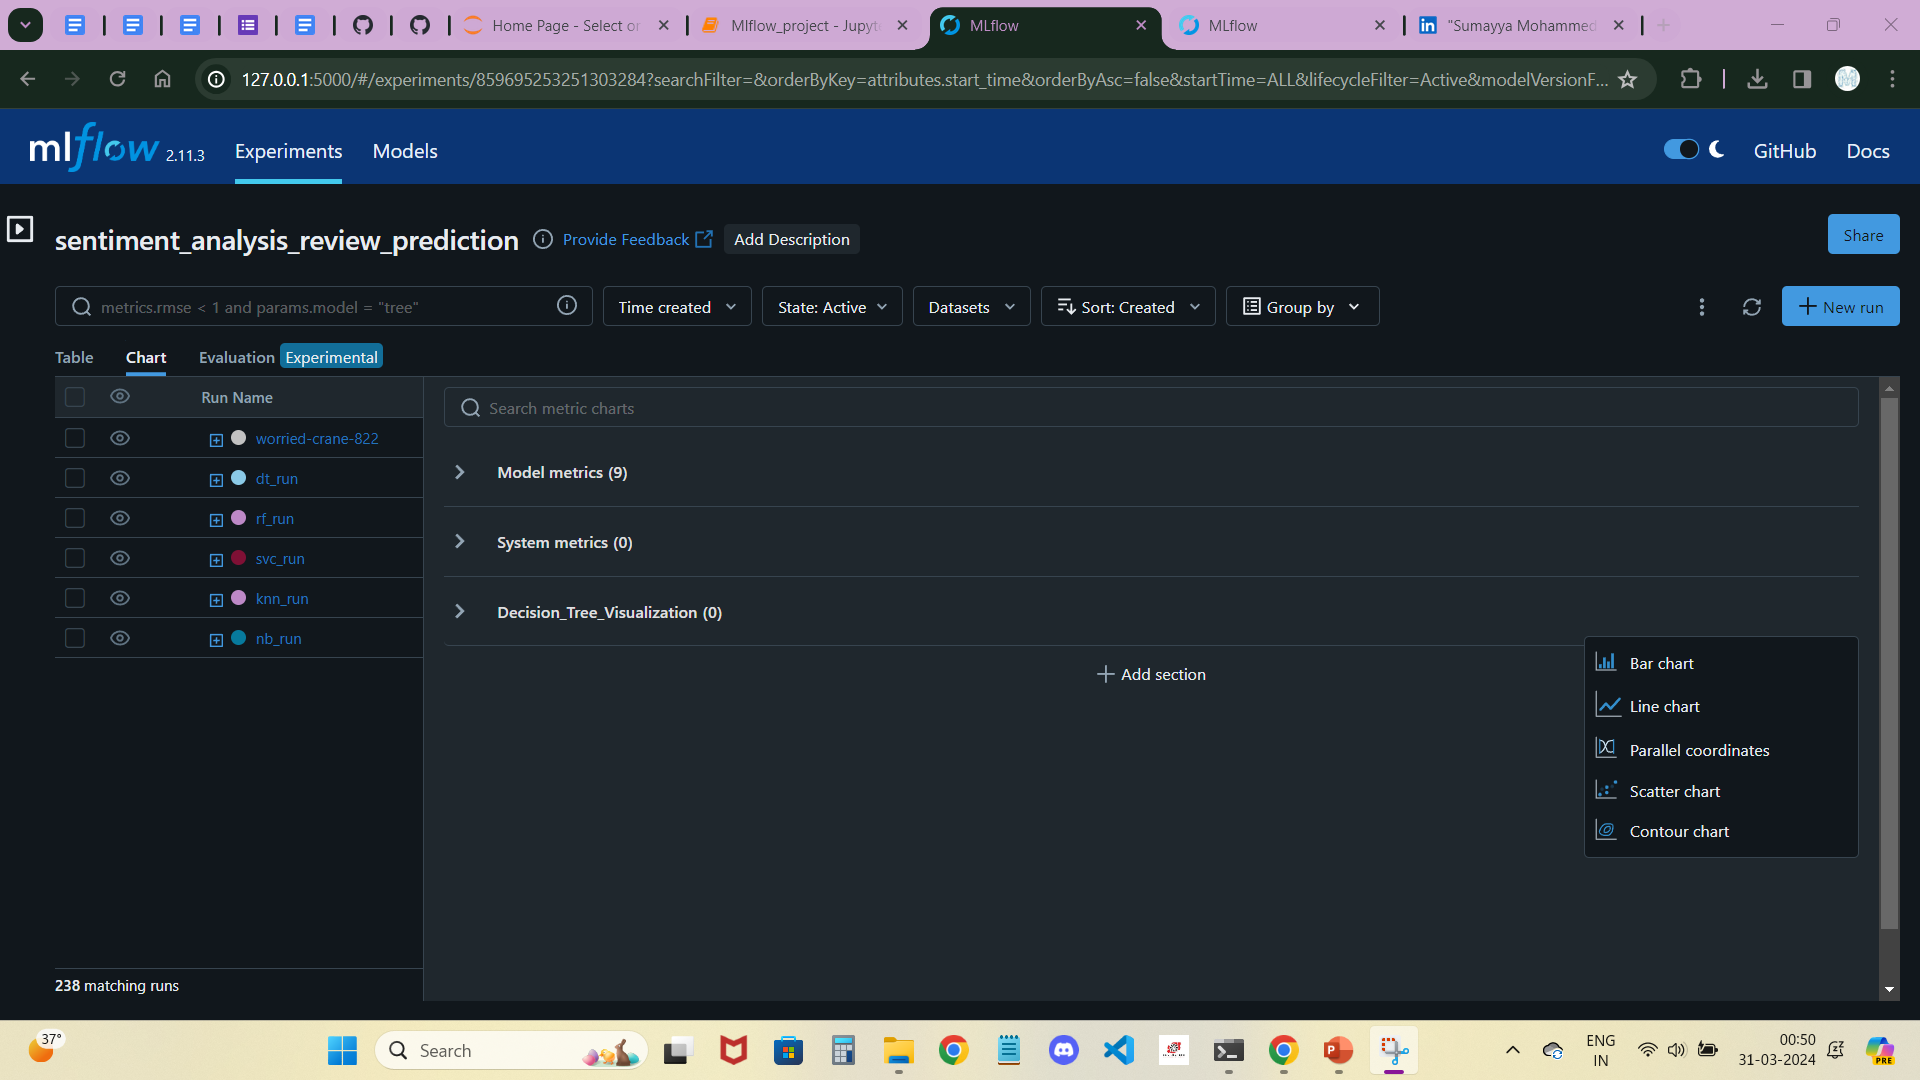 Home Page - Select or
Mlflow_project - Jupyt
MLflow
MLflow
"Sumayya Mohammed
127.0.0.1:5000/#/experiments/859695253251303284?searchFilter=&orderByKey=attributes.start_time&orderByAsc=false&startTime=ALL&lifecycleFilter=Active&modelVersionF...
mlflow 2.11.3
Experiments
Models
GitHub
Docs
sentiment_analysis_review_prediction
Provide Feedback
Add Description
Share
metrics.rmse < 1 and params.model = "tree"
Time created
State: Active
Datasets
Sort: Created
Group by
New run
Table
Chart
Evaluation Experimental
Run Name
worried-crane-822
dt_run
rf_run
svc_run
knn_run
nb_run
238 matching runs
Search metric charts
Model metrics (9)
System metrics (0)
Decision_Tree_Visualization (0)
Add section
Bar chart
Line chart
Parallel coordinates
Scatter chart
Contour chart
37°
Search
ENG
IN
00:50
31-03-2024
PRE